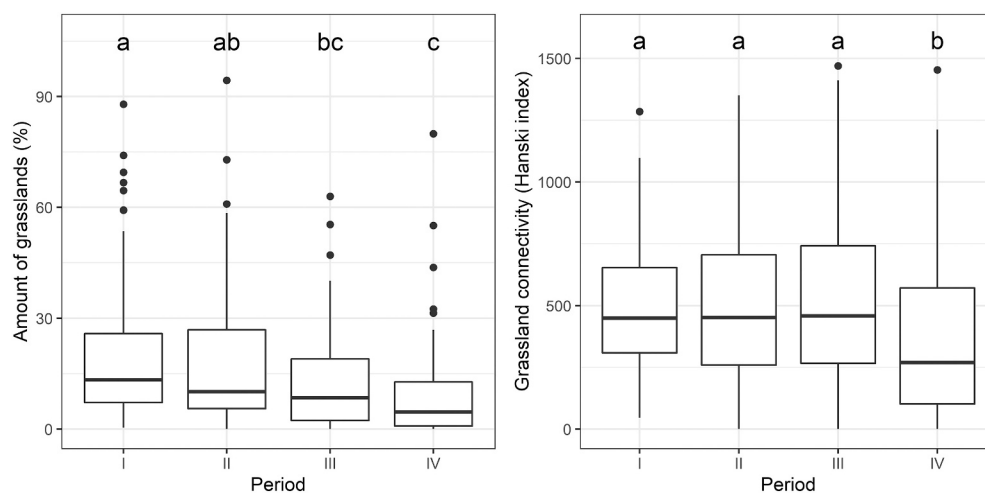 a ab bc c
Amount of grasslands (%)
90
60
30
0
I II III IV
Period
a a a b
Grassland connectivity (Hanski index)
1500
1000
500
0
I II III IV
Period